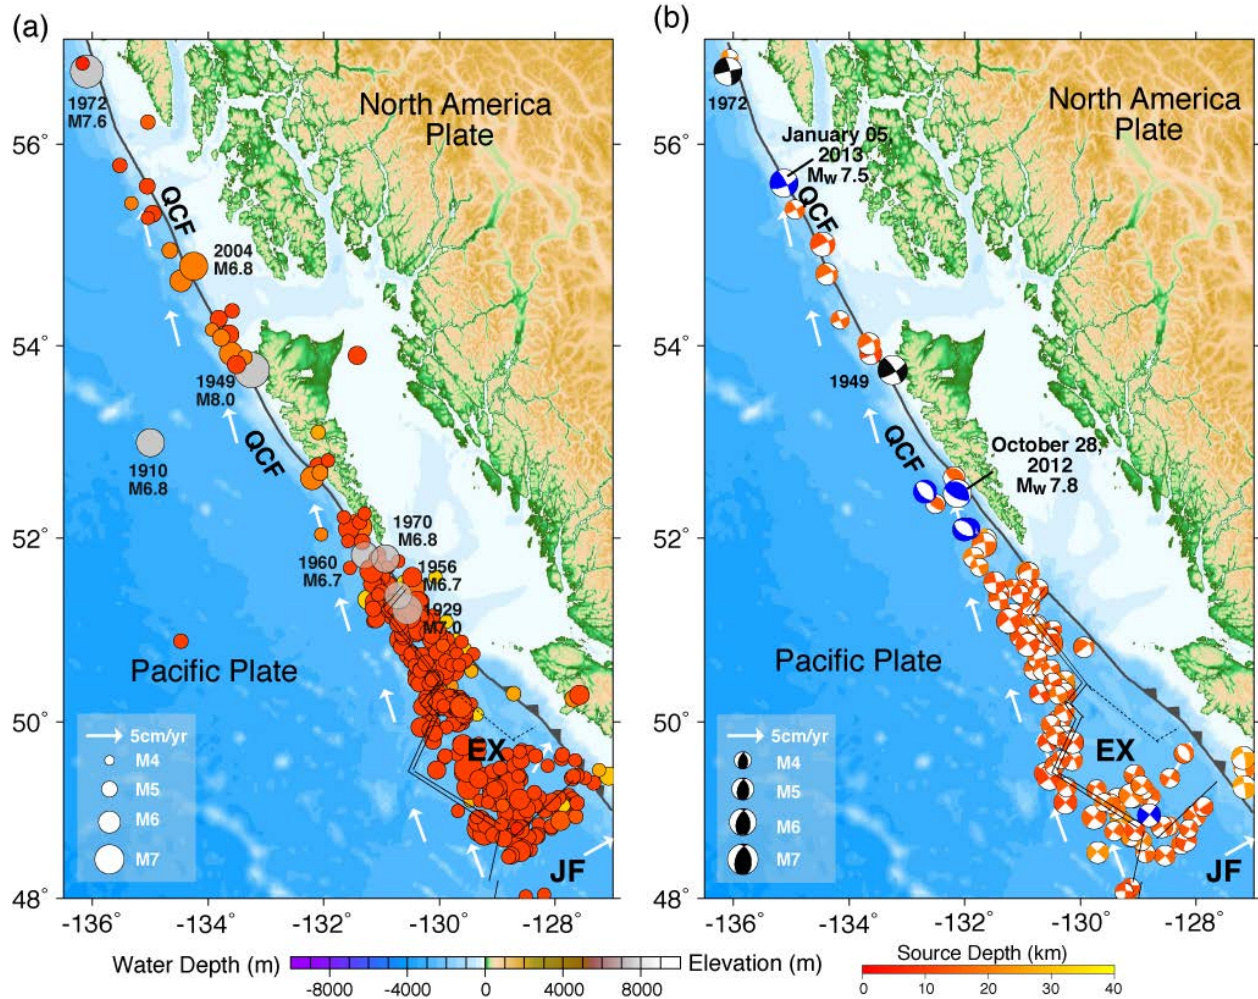 (a)
North America
Plate
1972
M7.6
56°
QCF
2004
M6.8
54°
1949
M8.0
QCF
1910
M6.8
52°
1970
M6.8
1960
M6.7
1956
M6.7
1929
M7.0
Pacific Plate
50°
5cm/yr
M4
M5
M6
M7
EX
JF
48°
-136° -134° -132° -130° -128°
(b)
North America
Plate
1972
January 05,
2013
Mw 7.5
56°
QCF
54°
1949
QCF
October 28,
2012
Mw 7.8
52°
Pacific Plate
50°
5cm/yr
M4
M5
M6
M7
EX
JF
48°
-136° -134° -132° -130° -128°
Water Depth (m) Elevation (m)
-8000 -4000 0 4000 8000
Source Depth (km)
0 10 20 30 40